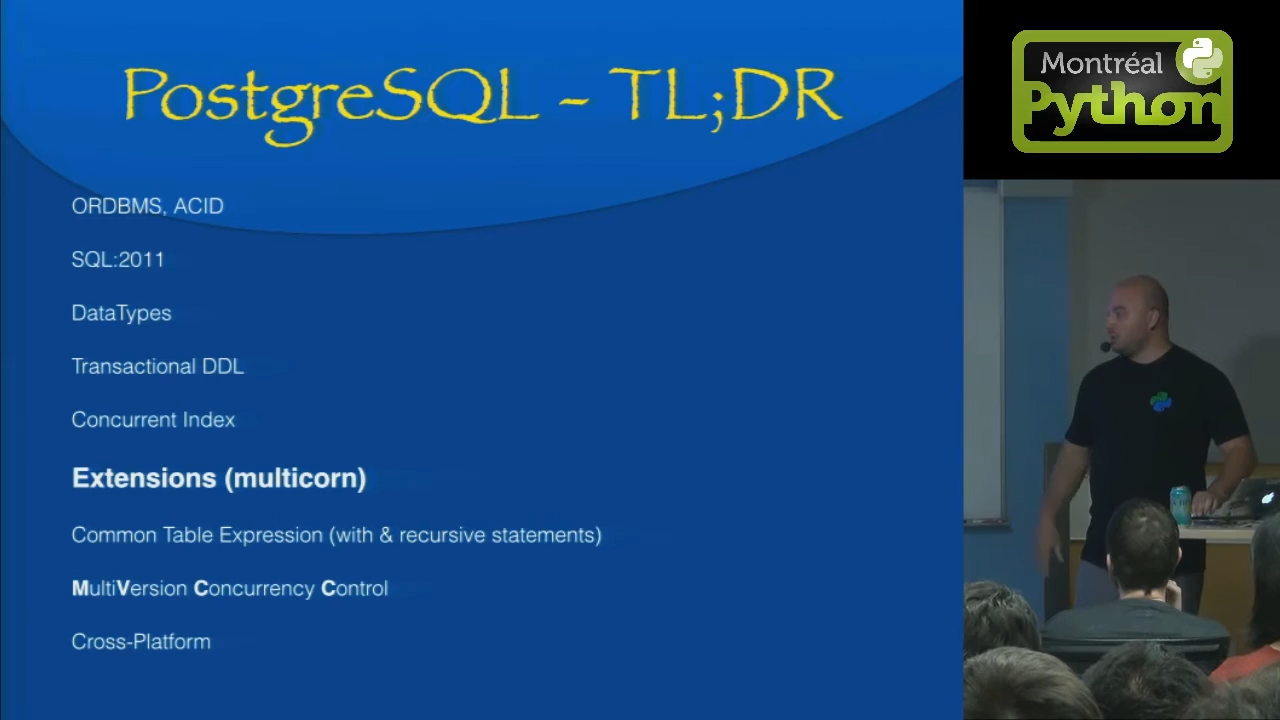 PostgreSQL - TL;DR
ORDBMS, ACID
SQL:2011
DataTypes
Transactional DDL
Concurrent Index
Extensions (multicorn)
Common Table Expression (with & recursive statements)
MultiVersion Concurrency Control
Cross-Platform
Montréal
Python